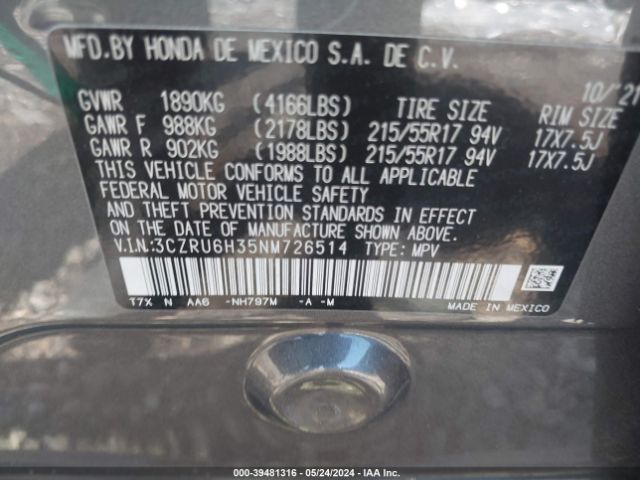 MFD.BY HONDA DE MEXICO S.A. DE C.V.
10/'21
GVWR 1890KG (4166LBS) TIRE SIZE RIM SIZE
GAWR F 988KG (2178LBS) 215/55R17 94V 17X7.5J
GAWR R 902KG (1988LBS) 215/55R17 94V 17X7.5J
THIS VEHICLE CONFORMS TO ALL APPLICABLE
FEDERAL MOTOR VEHICLE SAFETY
AND THEFT PREVENTION STANDARDS IN EFFECT
ON THE DATE OF MANUFACTURE SHOWN ABOVE.
V.I.N.:3CZRU6H35NM726514 TYPE: MPV
T7X N AA6 -NH797M -A -M
MADE IN MEXICO
000-39481316 — 05/24/2024 — IAA Inc.